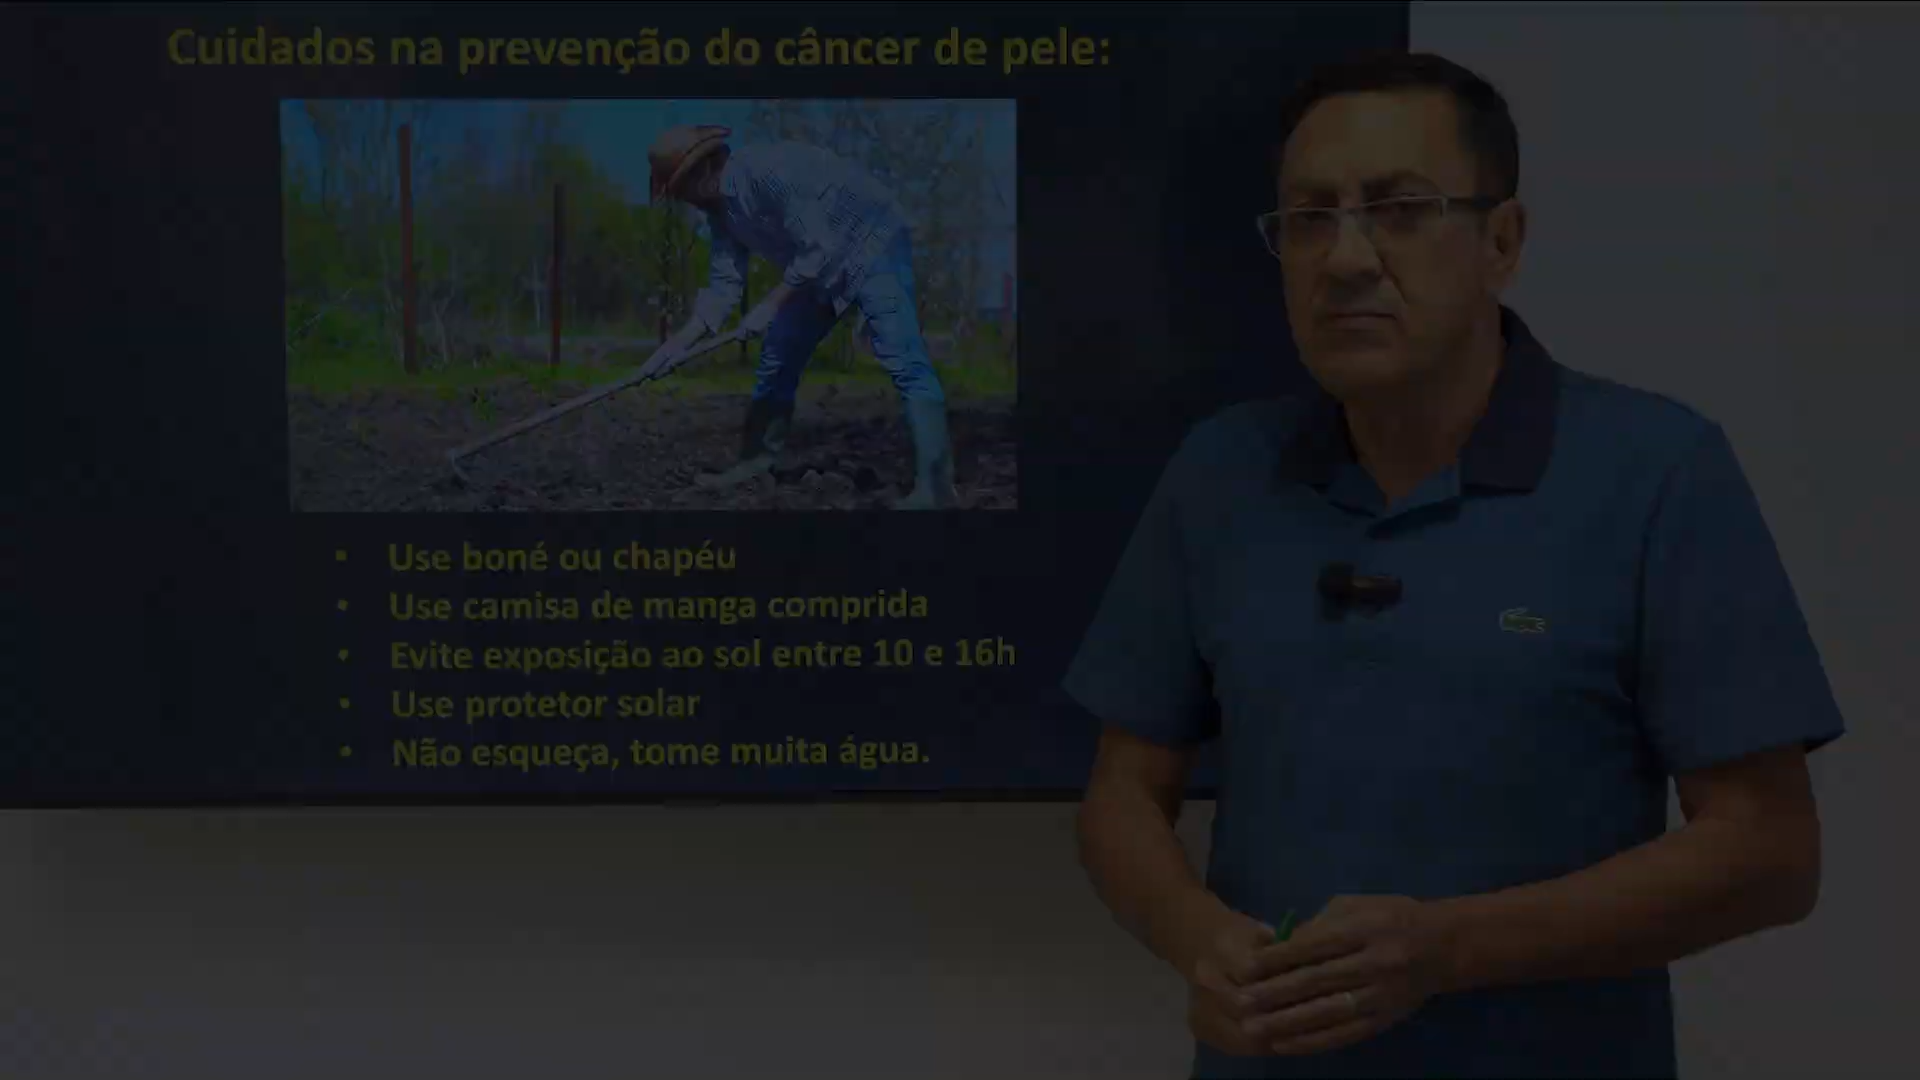 Cuidados na prevenção do câncer de pele:
• Use boné ou chapéu
• Use camisa de manga comprida
• Evite exposição ao sol entre 10 e 16h
• Use protetor solar
• Não esqueça, tome muita água.